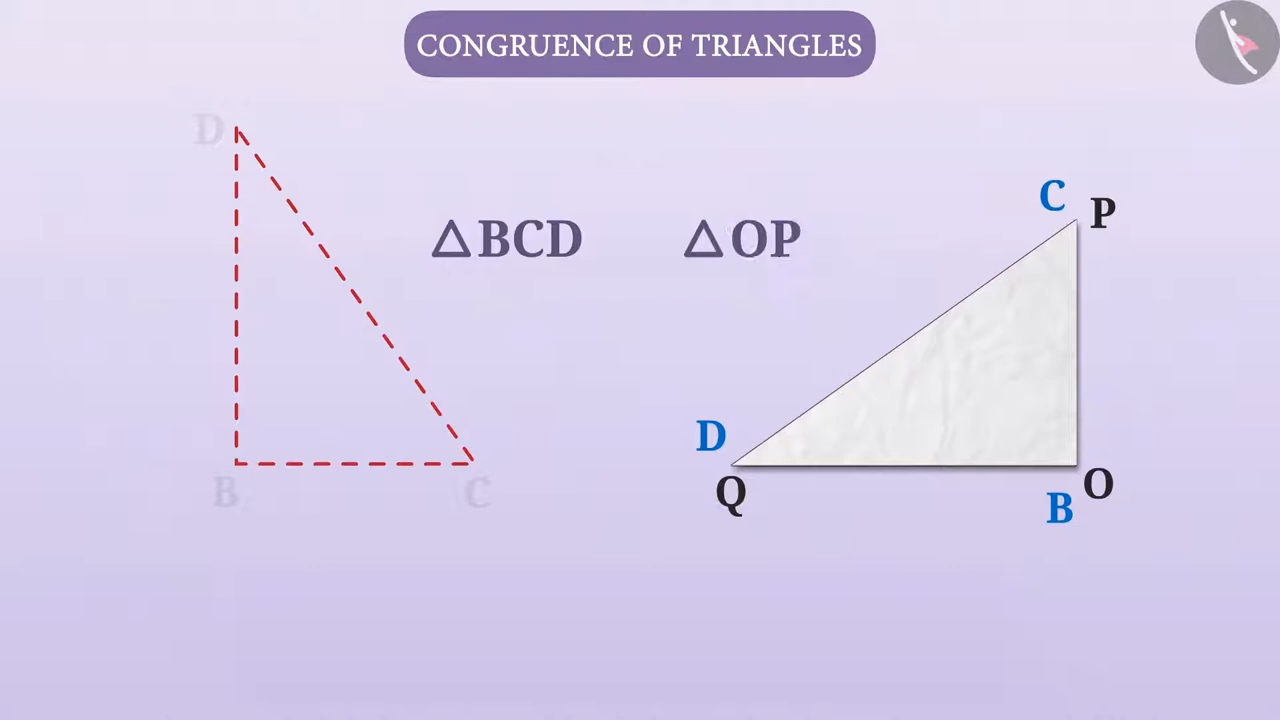 CONGRUENCE OF TRIANGLES
D
C P
△BCD △OP
D
Q
B C
B O